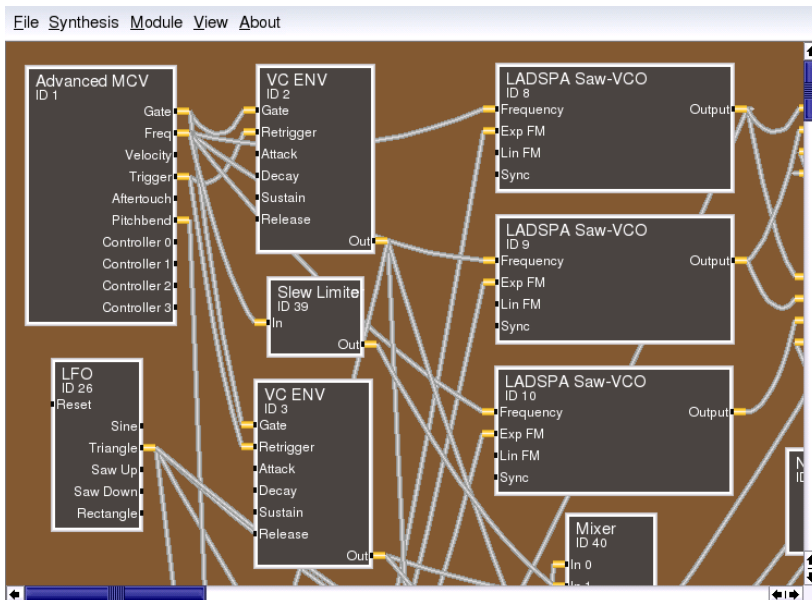 File Synthesis Module View About
Advanced MCV
ID 1
Gate
Freq
Velocity
Trigger
Aftertouch
Pitchbend
Controller 0
Controller 1
Controller 2
Controller 3
VC ENV
ID 2
Gate
Retrigger
Attack
Decay
Sustain
Release
Out
LADSPA Saw-VCO
ID 8
Frequency
Output
Exp FM
Lin FM
Sync
LADSPA Saw-VCO
ID 9
Frequency
Output
Exp FM
Lin FM
Sync
Slew Limite
ID 39
In
Out
LFO
ID 26
Reset
Sine
Triangle
Saw Up
Saw Down
Rectangle
VC ENV
ID 3
Gate
Retrigger
Attack
Decay
Sustain
Release
Out
LADSPA Saw-VCO
ID 10
Frequency
Output
Exp FM
Lin FM
Sync
Mixer
ID 40
In 0
In 1